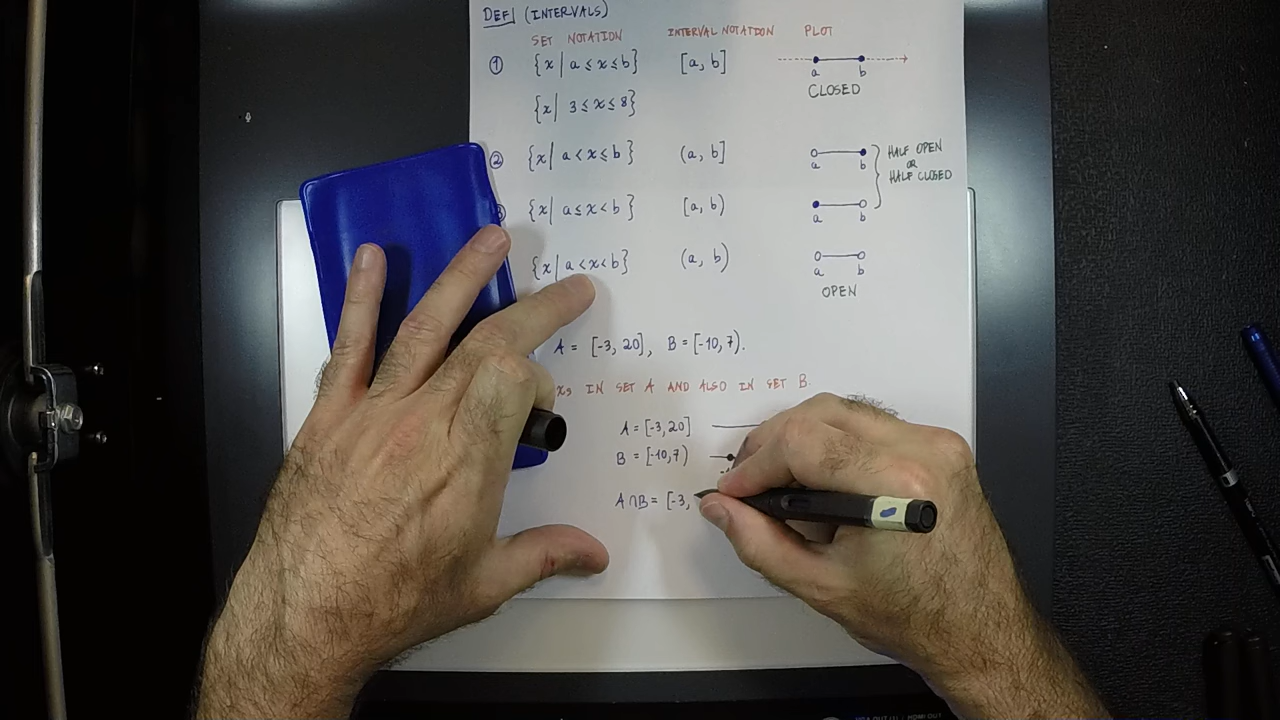 DEF| (INTERVALS)
SET NOTATION INTERVAL NOTATION PLOT
① {x | a ≤ x ≤ b} [a, b] a b
CLOSED
{x | 3 ≤ x ≤ 8}
② {x | a < x ≤ b} (a, b] a b
HALF OPEN
OR
HALF CLOSED
{x | a ≤ x < b} [a, b) a b
{x | a < x < b} (a, b) a b
OPEN
A = [-3, 20], B = [-10, 7).
IN SET A AND ALSO IN SET B.
A = [-3, 20]
B = [-10, 7)
A ∩ B = [-3,